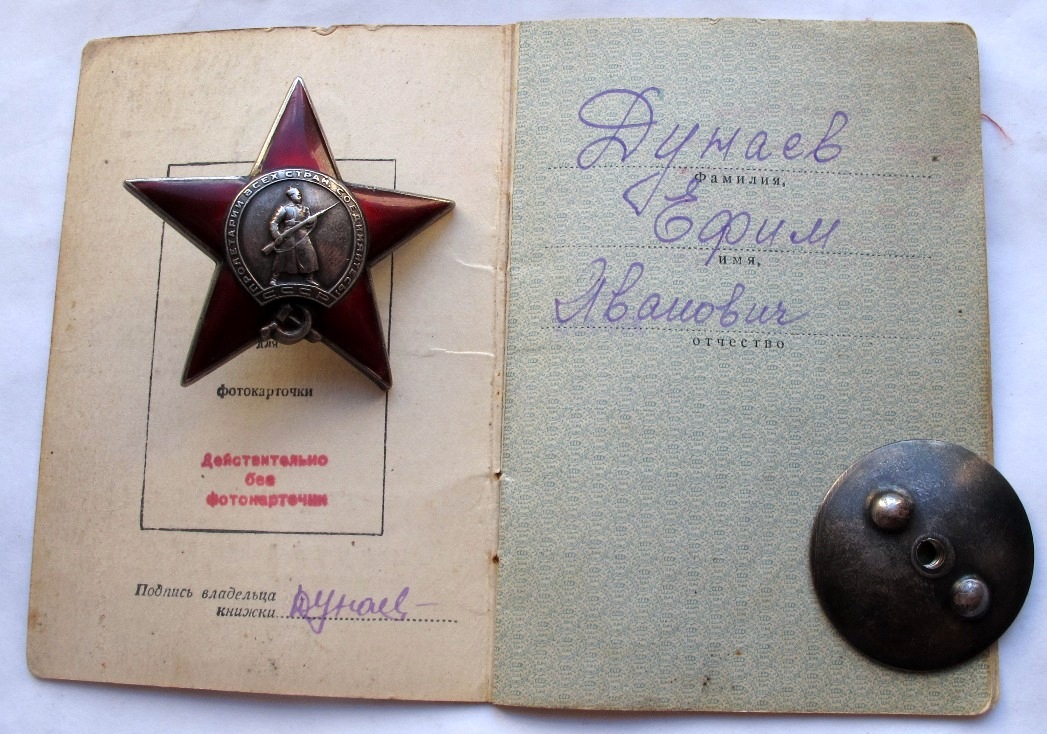 ПРОЛЕТАРИИ ВСЕХ СТРАН, СОЕДИНЯЙТЕСЬ!
СССР
для
фотокарточки
Действительно
без
фотокарточки
Подпись владельца
книжки... Дунаев
Дунаев
фамилия,
Ефим
имя,
Иванович
отчество